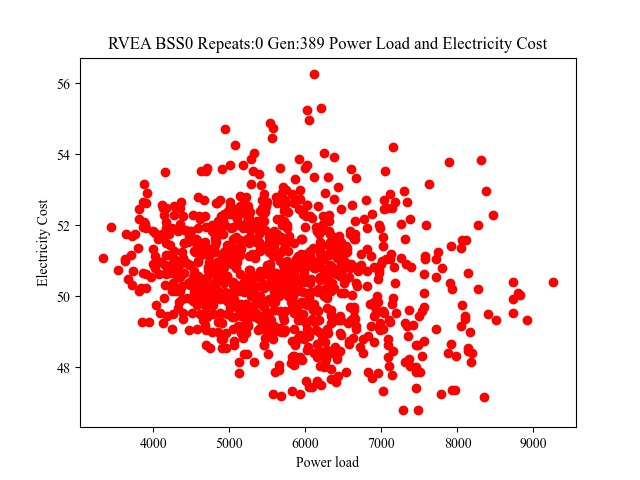 RVEA BSS0 Repeats:0 Gen:389 Power Load and Electricity Cost
56
54
52
50
48
Electricity Cost
4000 5000 6000 7000 8000 9000
Power load